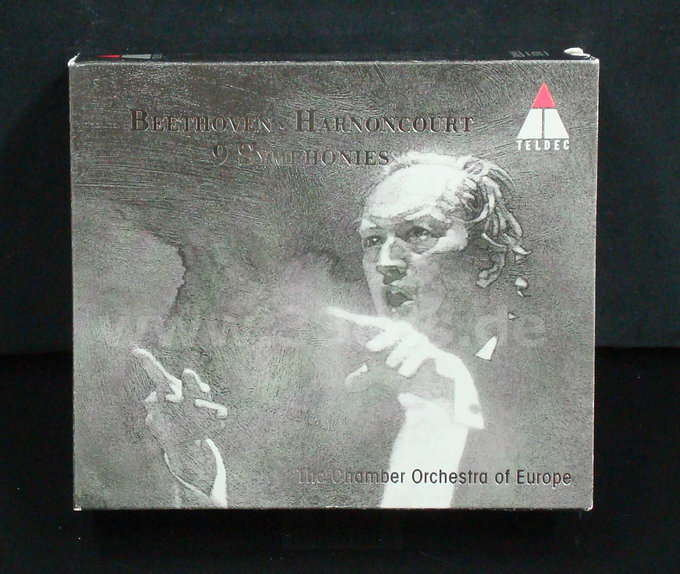 BEETHOVEN · HARNONCOURT
9 SYMPHONIES
TELDEC
The Chamber Orchestra of Europe